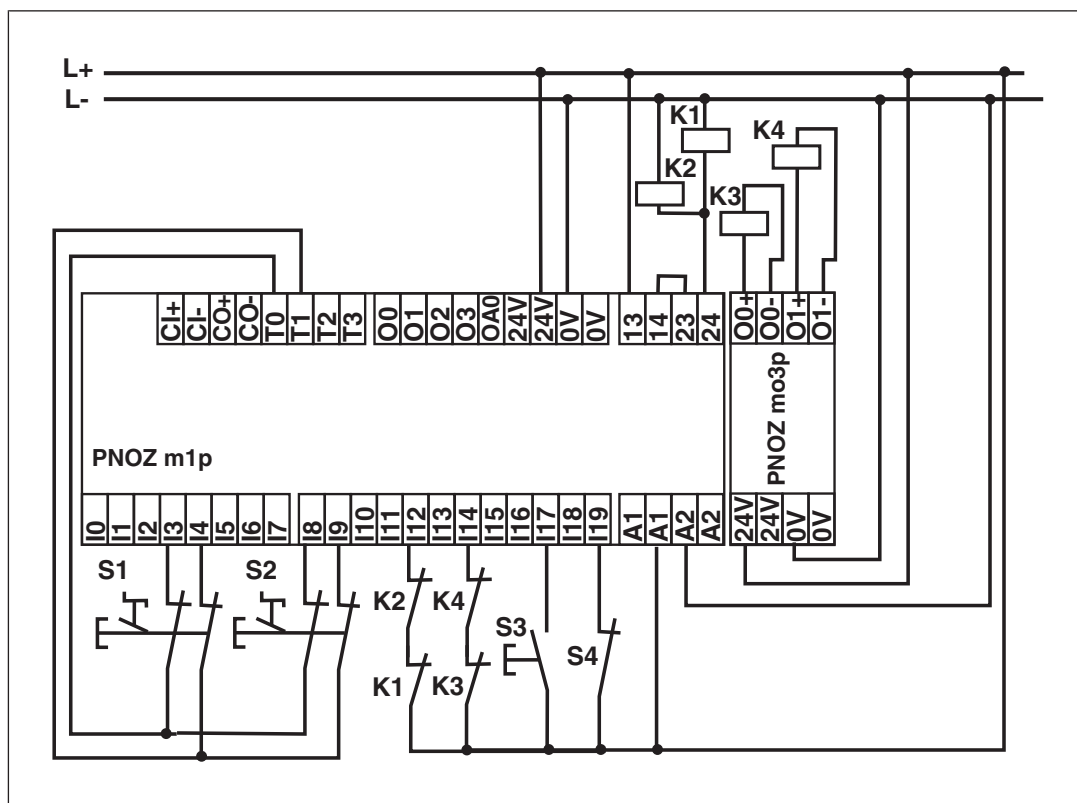 L+
L-
K1
K4
K2
K3
CI+ CI- CO+ CO- T0 T1 T2 T3 O0 O1 O2 O3 OA0 24V 24V 0V 0V 13 14 23 24 O0+ O0- O1+ O1-
PNOZ m1p
PNOZ mo3p
I0 I1 I2 I3 I4 I5 I6 I7 I8 I9 I10 I11 I12 I13 I14 I15 I16 I17 I18 I19 A1 A1 A2 A2 24V 24V 0V 0V
S1 S2
K2 K4
S3
S4
K1 K3